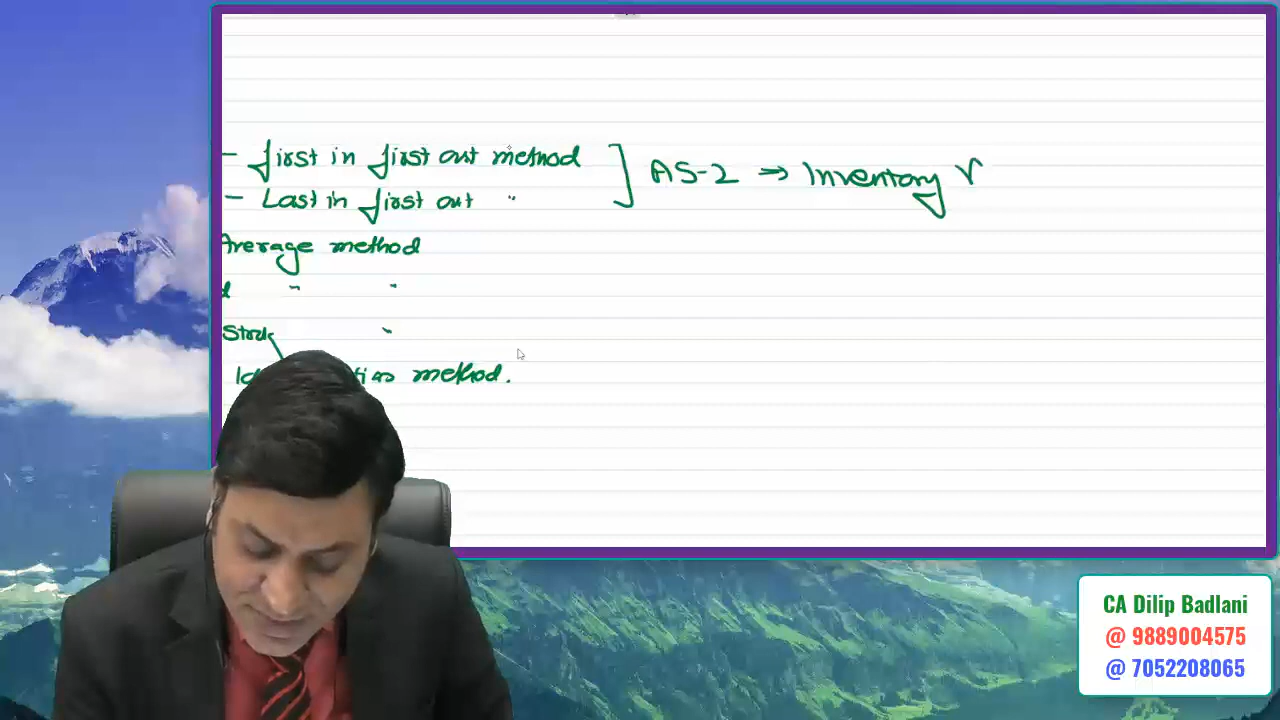 - First in first out method ] AS-2 → Inventory V
- Last in first out "
Average method
d " "
Stock "
method.
CA Dilip Badlani
@ 9889004575
@ 7052208065